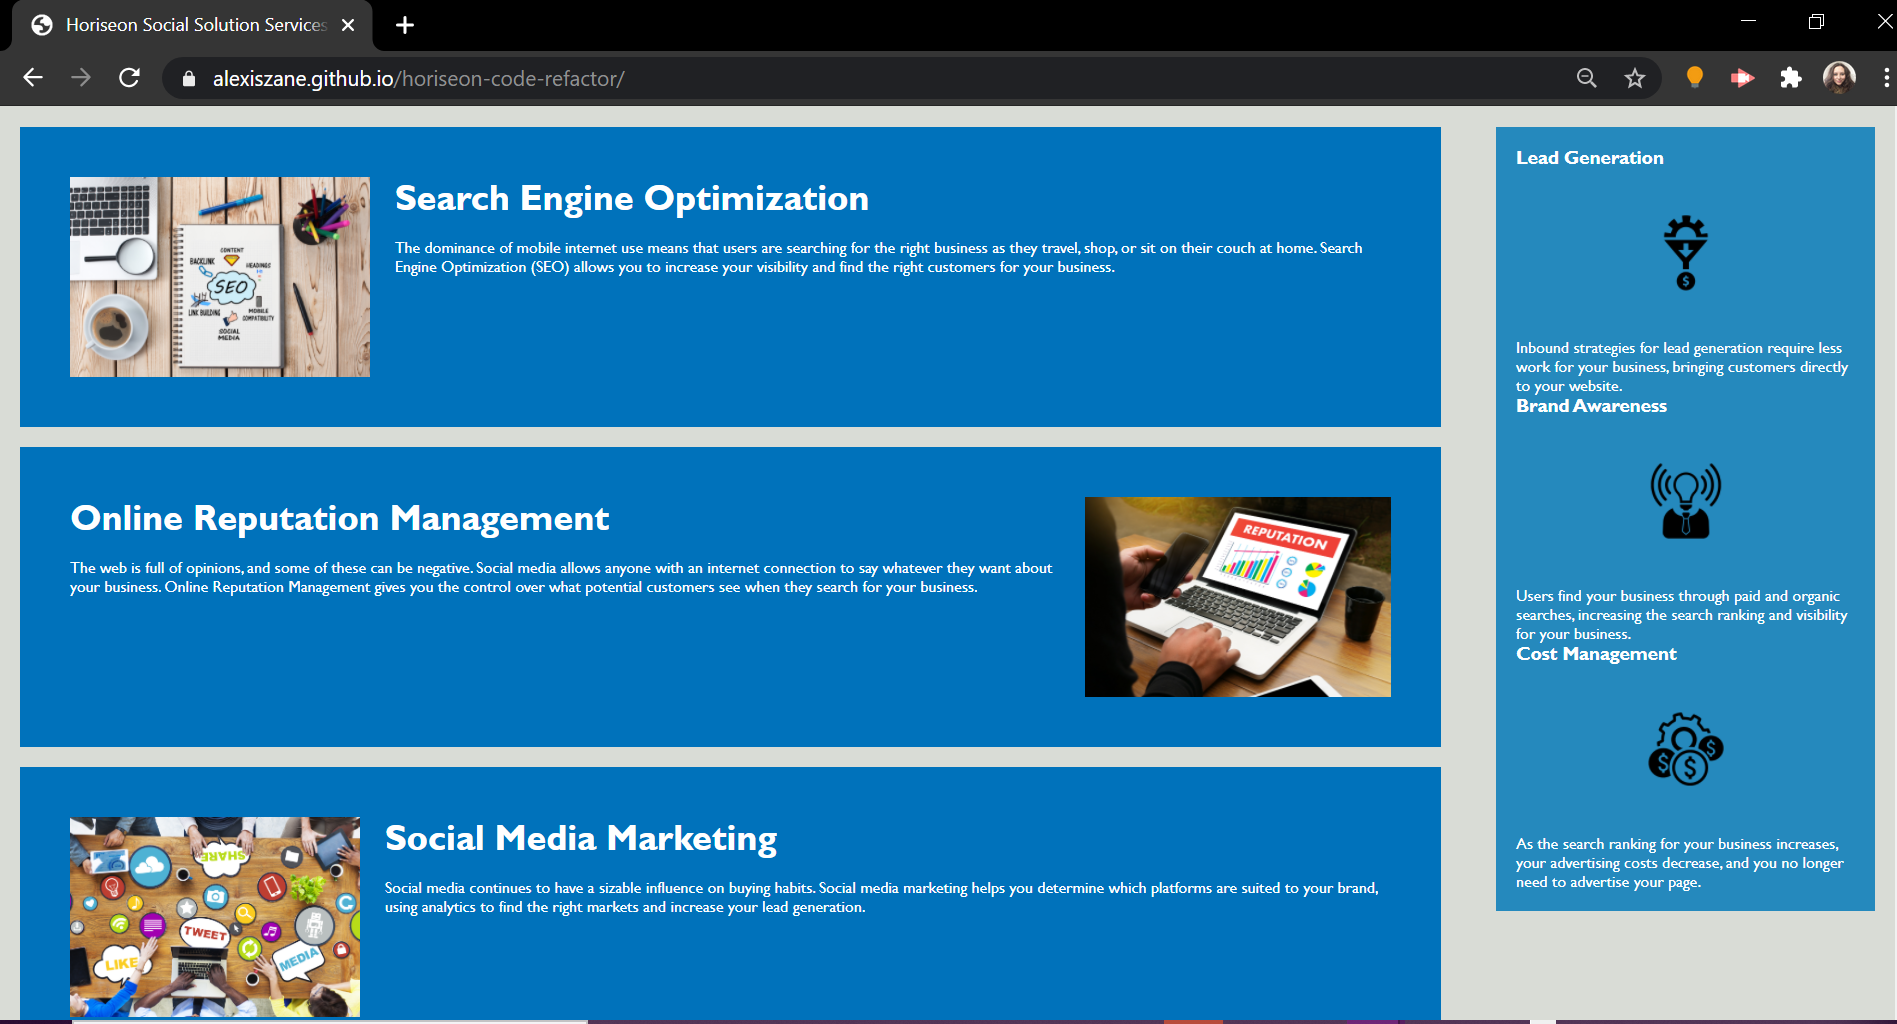 Horiseon Social Solution Services
alexiszane.github.io/horiseon-code-refactor/
Search Engine Optimization
The dominance of mobile internet use means that users are searching for the right business as they travel, shop, or sit on their couch at home. Search
Engine Optimization (SEO) allows you to increase your visibility and find the right customers for your business.
CONTENT
BACKLINK
HEADINGS
SEO
LINK BUILDING
MOBILE
COMPATIBILITY
SOCIAL
MEDIA
Online Reputation Management
The web is full of opinions, and some of these can be negative. Social media allows anyone with an internet connection to say whatever they want about
your business. Online Reputation Management gives you the control over what potential customers see when they search for your business.
REPUTATION
Social Media Marketing
Social media continues to have a sizable influence on buying habits. Social media marketing helps you determine which platforms are suited to your brand,
using analytics to find the right markets and increase your lead generation.
SHARE
TWEET
LIKE
MEDIA
Lead Generation
$
Inbound strategies for lead generation require less
work for your business, bringing customers directly
to your website.
Brand Awareness
Users find your business through paid and organic
searches, increasing the search ranking and visibility
for your business.
Cost Management
$ $ $
As the search ranking for your business increases,
your advertising costs decrease, and you no longer
need to advertise your page.